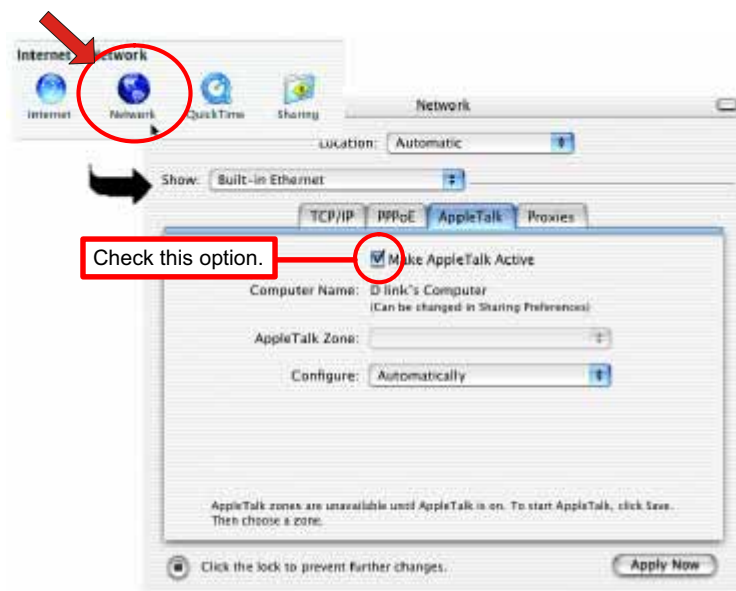 Internet & Network
Internet
Network
QuickTime
Sharing
Network
Location: Automatic
Show: Built-in Ethernet
TCP/IP
PPPoE
AppleTalk
Proxies
Check this option.
Make AppleTalk Active
Computer Name: D link's Computer
(Can be changed in Sharing Preferences)
AppleTalk Zone:
Configure: Automatically
AppleTalk zones are unavailable until AppleTalk is on. To start AppleTalk, click Save.
Then choose a zone.
Click the lock to prevent further changes.
Apply Now